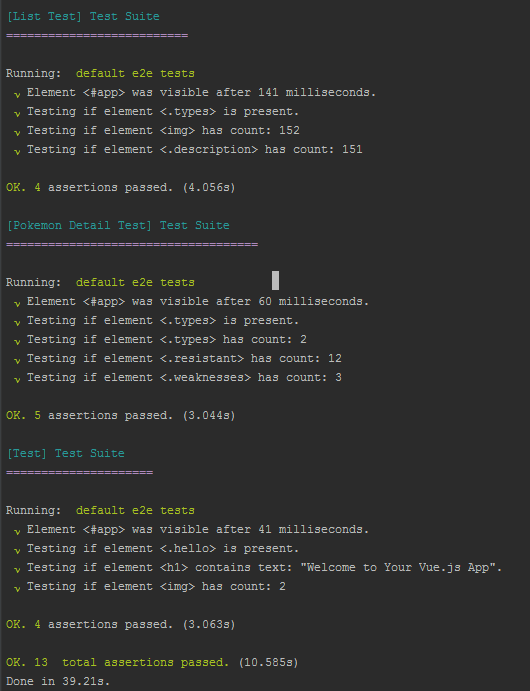 [List Test] Test Suite
==========================
Running:  default e2e tests
√ Element <#app> was visible after 141 milliseconds.
√ Testing if element <.types> is present.
√ Testing if element <img> has count: 152
√ Testing if element <.description> has count: 151
OK. 4 assertions passed. (4.056s)
[Pokemon Detail Test] Test Suite
====================================
Running:  default e2e tests
√ Element <#app> was visible after 60 milliseconds.
√ Testing if element <.types> is present.
√ Testing if element <.types> has count: 2
√ Testing if element <.resistant> has count: 12
√ Testing if element <.weaknesses> has count: 3
OK. 5 assertions passed. (3.044s)
[Test] Test Suite
=====================
Running:  default e2e tests
√ Element <#app> was visible after 41 milliseconds.
√ Testing if element <.hello> is present.
√ Testing if element <h1> contains text: "Welcome to Your Vue.js App".
√ Testing if element <img> has count: 2
OK. 4 assertions passed. (3.063s)
OK. 13  total assertions passed. (10.585s)
Done in 39.21s.